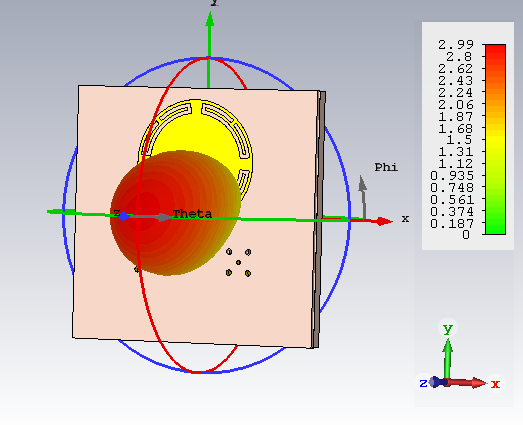 y
2.99
2.8
2.62
2.43
2.24
2.06
1.87
1.68
1.5
1.31
1.12
0.935
0.748
0.561
0.374
0.187
0
Phi
z
Theta
x
y
z
x